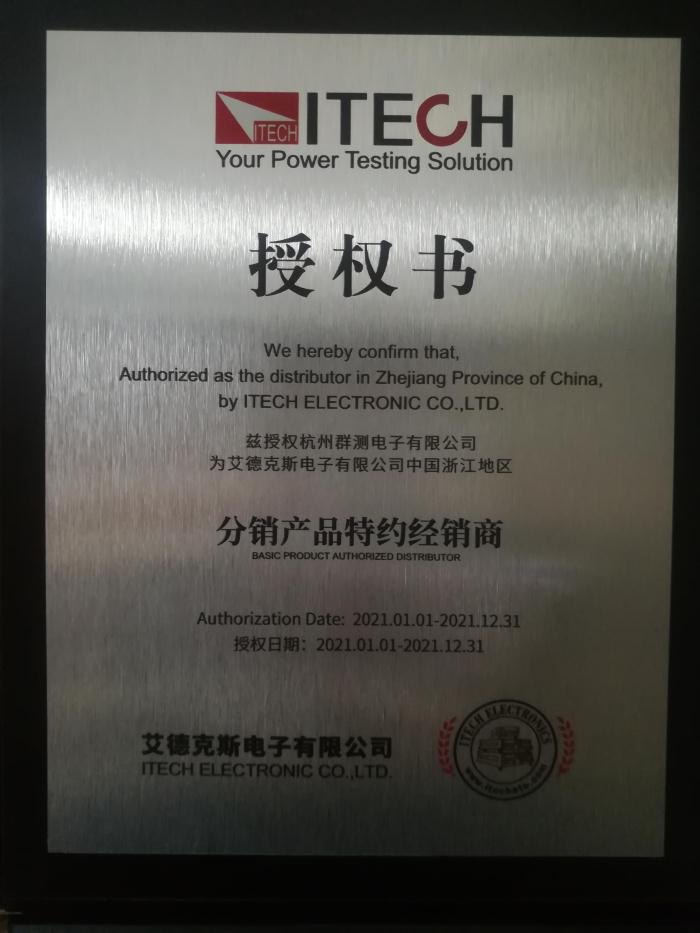 ITECH
ITECH
Your Power Testing Solution
授权书
We hereby confirm that,
Authorized as the distributor in Zhejiang Province of China,
by ITECH ELECTRONIC CO.,LTD.
兹授权杭州群测电子有限公司
为艾德克斯电子有限公司中国浙江地区
分销产品特约经销商
BASIC PRODUCT AUTHORIZED DISTRIBUTOR
Authorization Date: 2021.01.01-2021.12.31
授权日期：2021.01.01-2021.12.31
艾德克斯电子有限公司
ITECH ELECTRONIC CO.,LTD.
ITECH ELECTRONICS
www.itechate.com